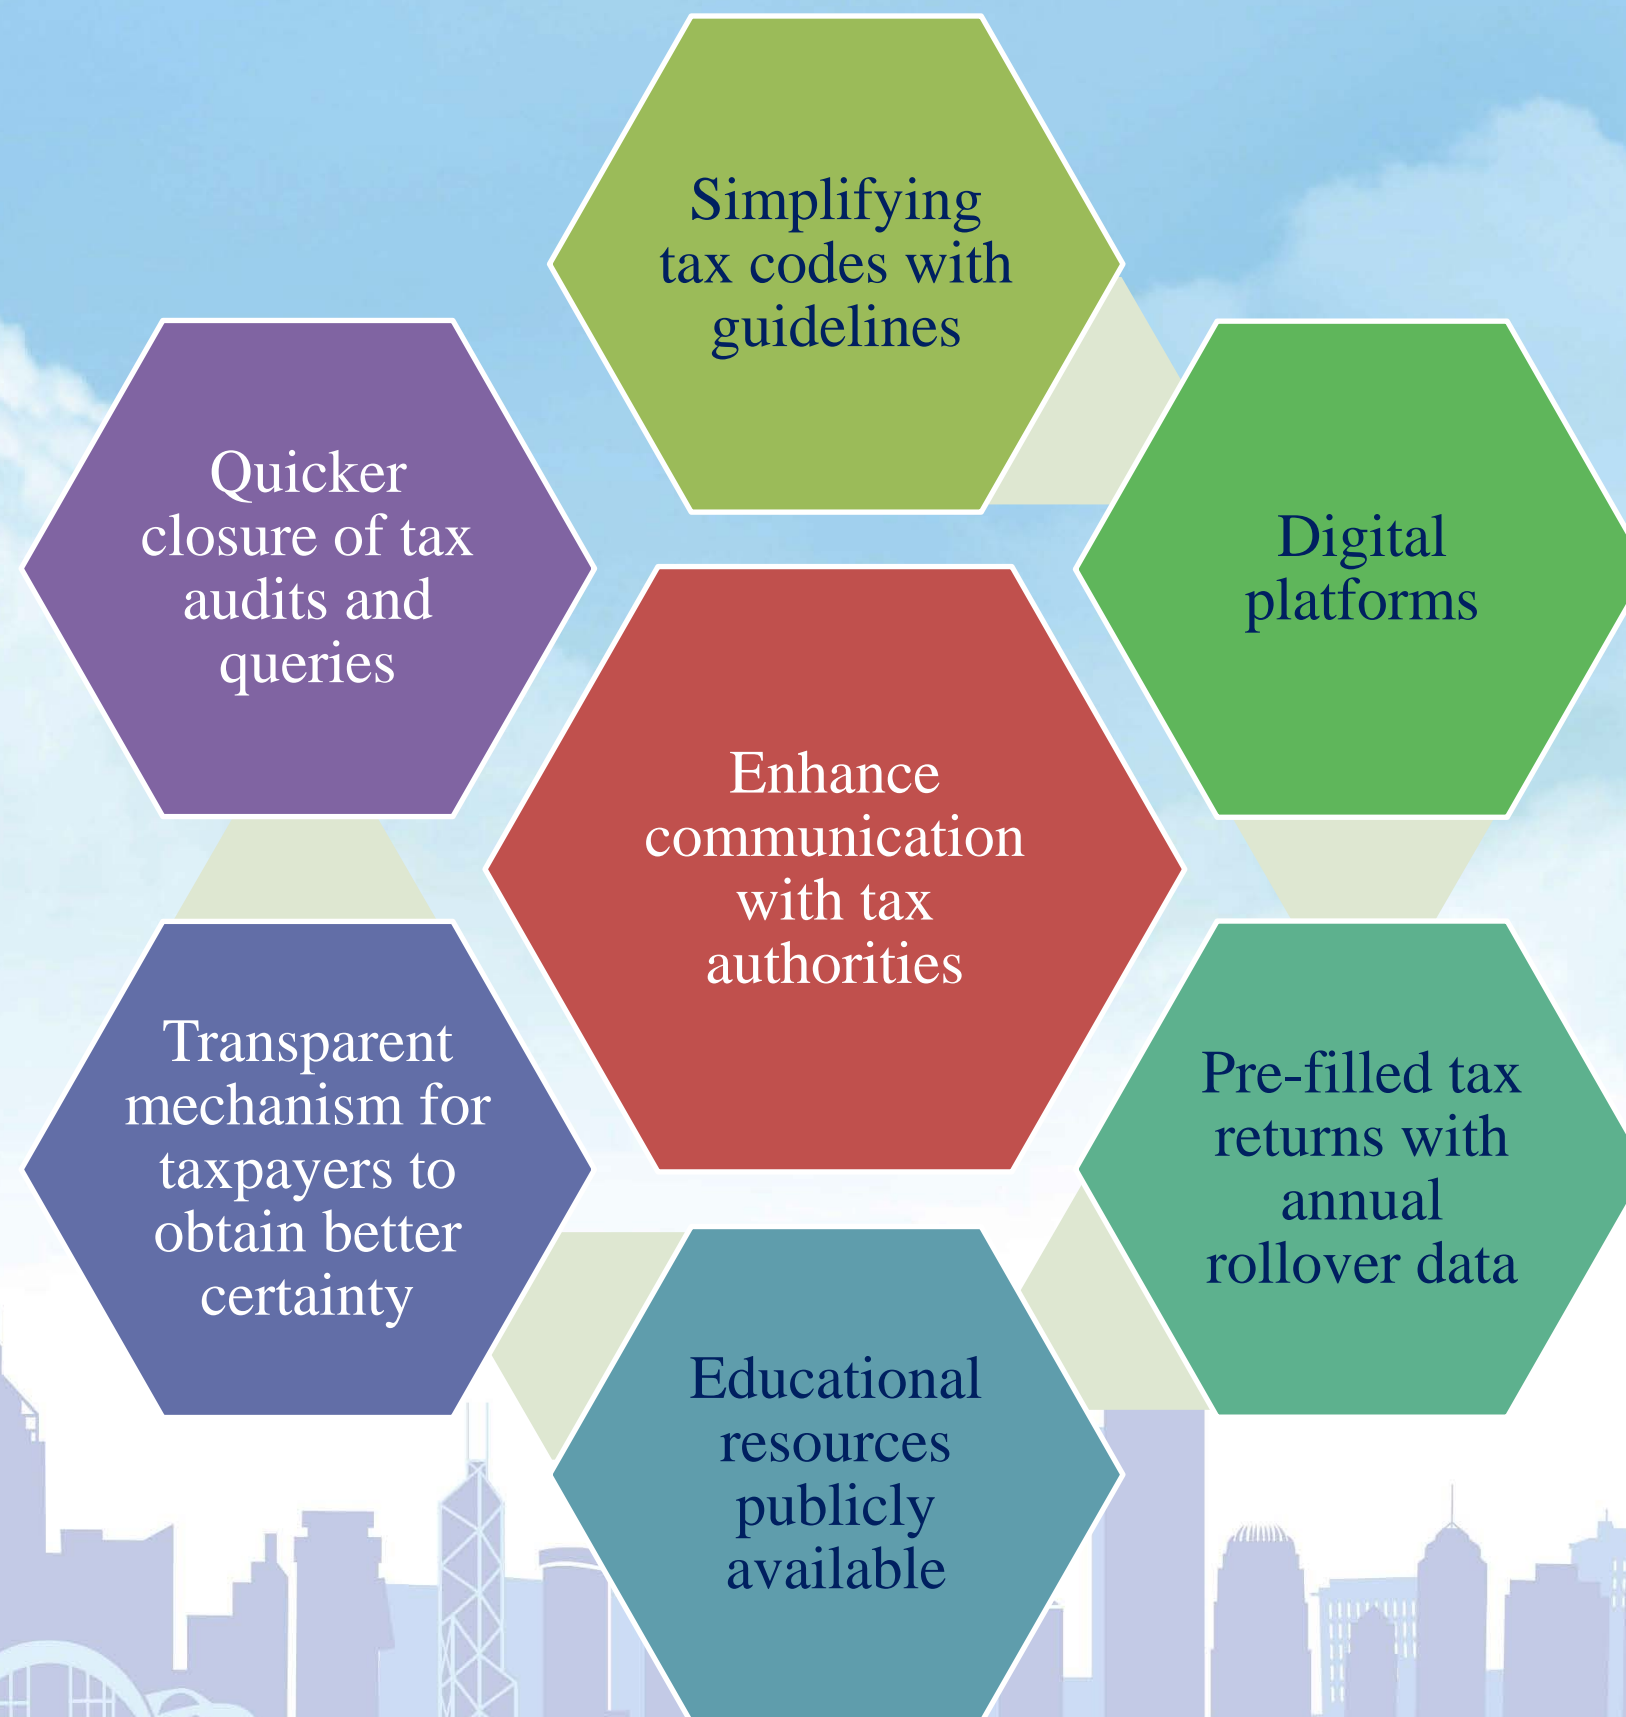 Simplifying
tax codes with
guidelines
Digital
platforms
Pre-filled tax
returns with
annual
rollover data
Educational
resources
publicly
available
Transparent
mechanism for
taxpayers to
obtain better
certainty
Quicker
closure of tax
audits and
queries
Enhance
communication
with tax
authorities